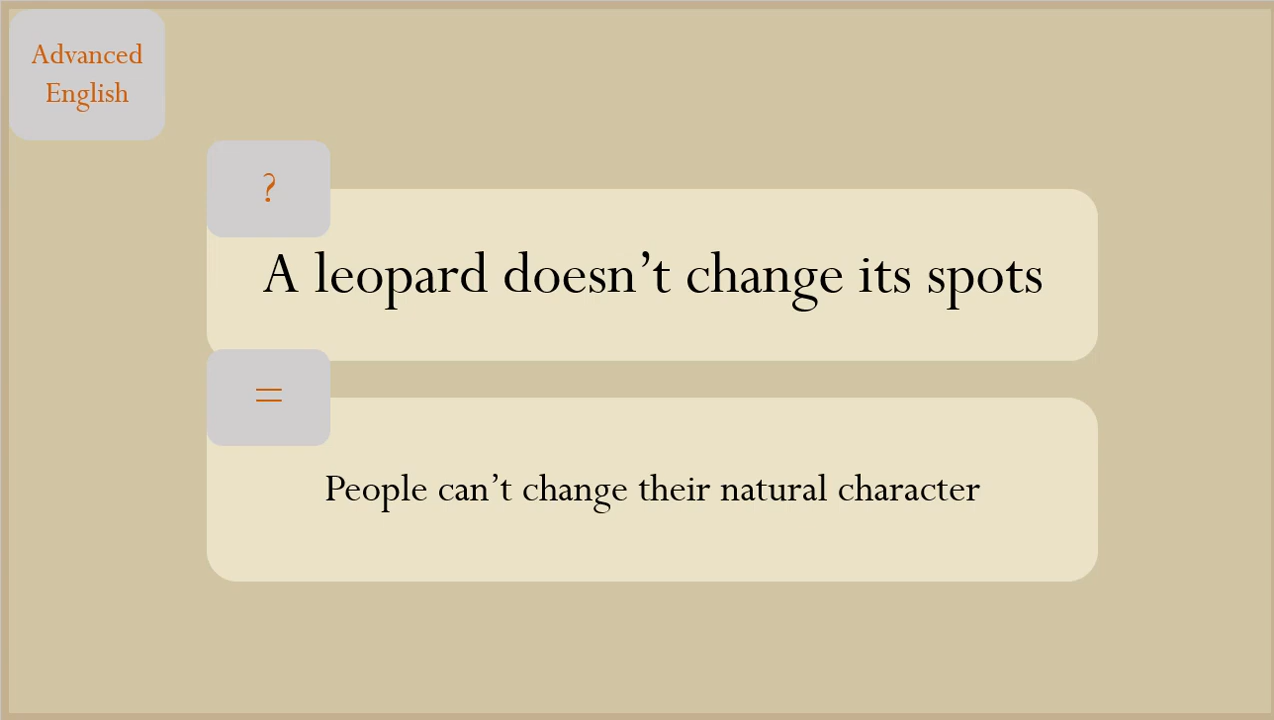 Advanced
English
?
A leopard doesn’t change its spots
=
People can’t change their natural character